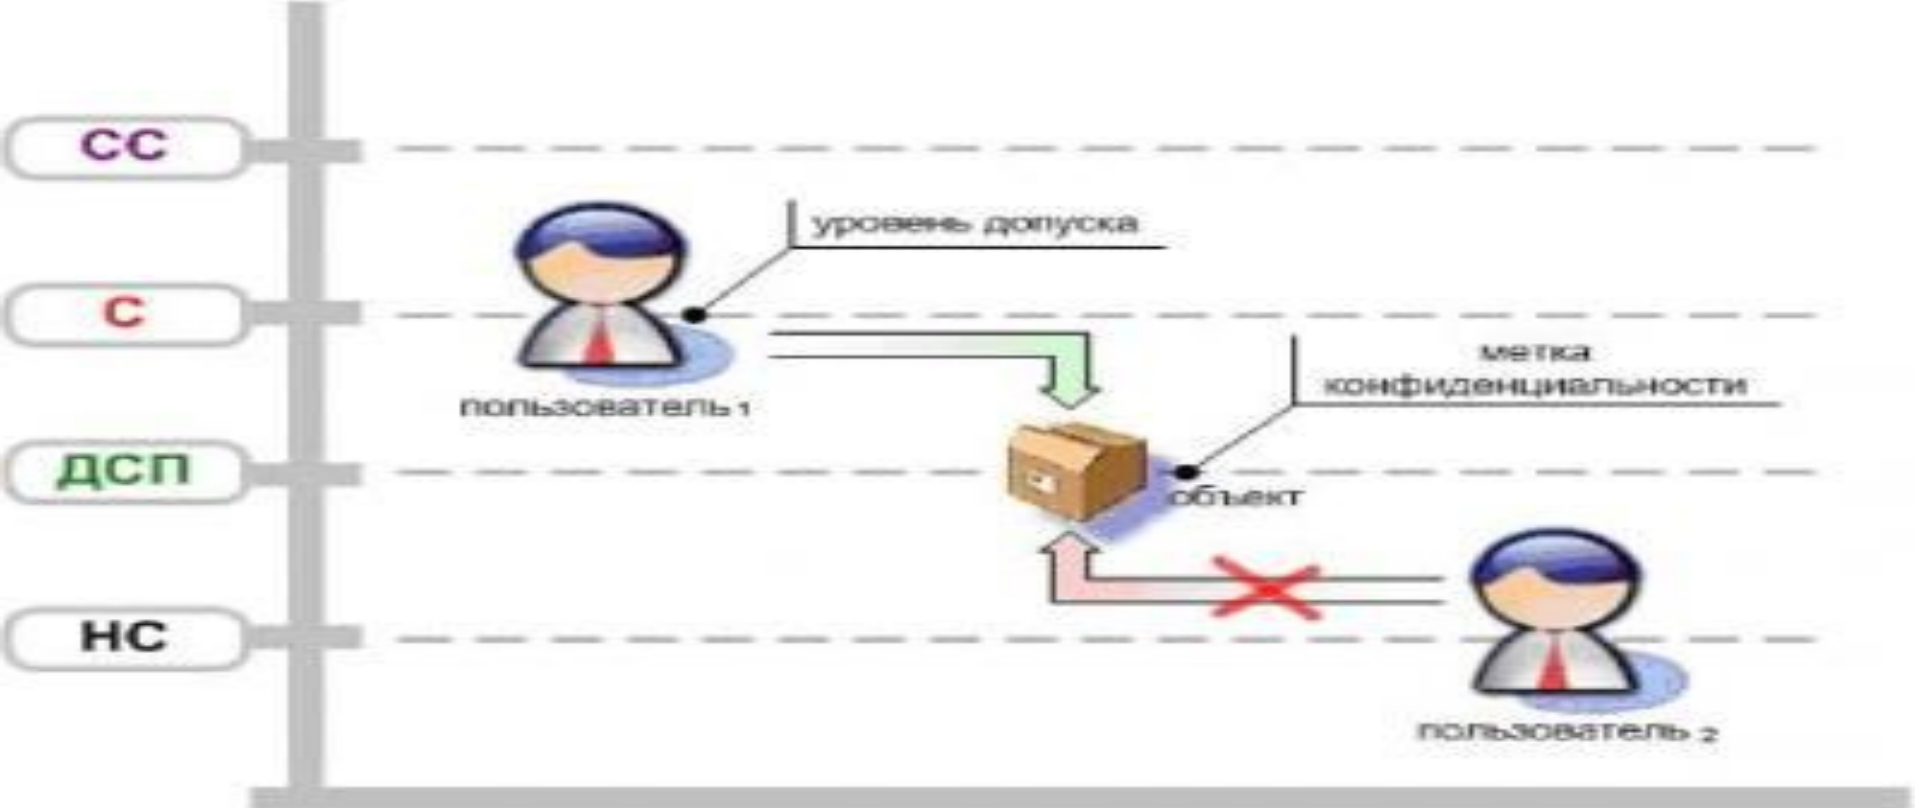 СС
уровень допуска
С
метка
конфиденциальности
пользователь 1
ДСП
объект
НС
пользователь 2